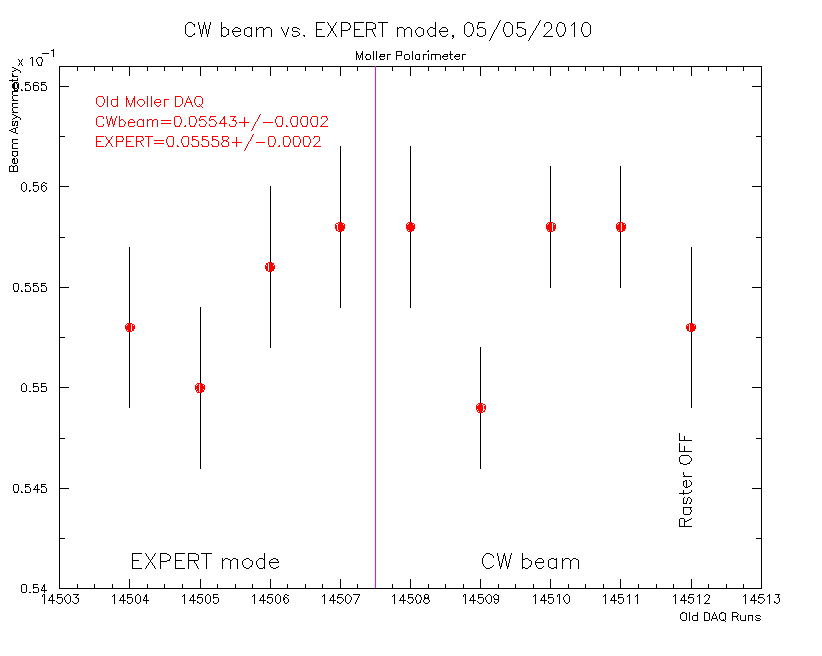 CW beam vs. EXPERT mode, 05/05/2010
Moller Polarimeter
x 10⁻¹
Beam Asymmetry
Old Moller DAQ
CWbeam=0.05543+/−0.0002
EXPERT=0.05558+/−0.0002
0.565
0.56
0.555
0.55
0.545
0.54
Raster OFF
EXPERT mode
CW beam
14503 14504 14505 14506 14507 14508 14509 14510 14511 14512 14513
Old DAQ Runs